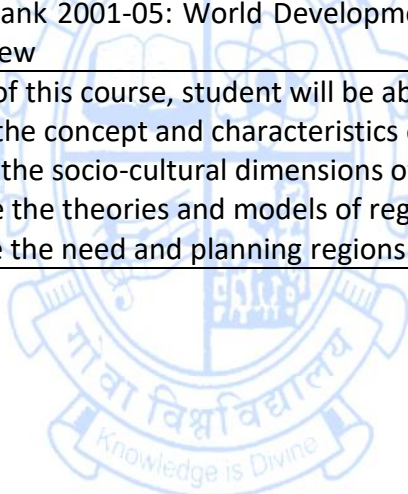 ank 2001-05: World Developme
ew
of this course, student will be ab
the concept and characteristics
the socio-cultural dimensions o
e the theories and models of reg
e the need and planning regions
गोवा विश्वविद्यालय
Knowledge is Divine